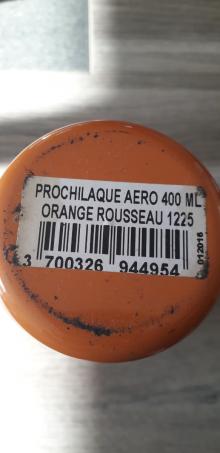 PROCHILAQUE AERO 400 ML
ORANGE ROUSSEAU 1225
3 700326 944954
012016